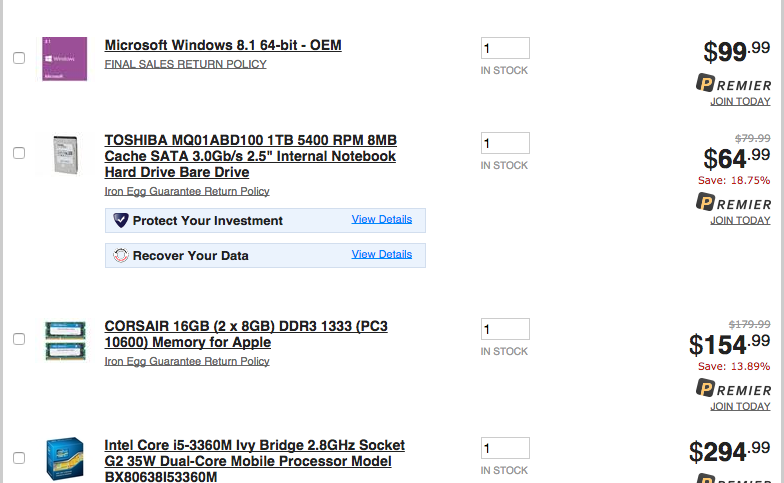 Microsoft Windows 8.1 64-bit - OEM
FINAL SALES RETURN POLICY
1
IN STOCK
$99.99
PREMIER
JOIN TODAY
TOSHIBA MQ01ABD100 1TB 5400 RPM 8MB
Cache SATA 3.0Gb/s 2.5" Internal Notebook
Hard Drive Bare Drive
Iron Egg Guarantee Return Policy
1
IN STOCK
$79.99
$64.99
Save: 18.75%
PREMIER
JOIN TODAY
Protect Your Investment View Details
Recover Your Data View Details
CORSAIR 16GB (2 x 8GB) DDR3 1333 (PC3
10600) Memory for Apple
Iron Egg Guarantee Return Policy
1
IN STOCK
$179.99
$154.99
Save: 13.89%
PREMIER
JOIN TODAY
Intel Core i5-3360M Ivy Bridge 2.8GHz Socket
G2 35W Dual-Core Mobile Processor Model
BX80638I53360M
1
IN STOCK
$294.99
PREMIER